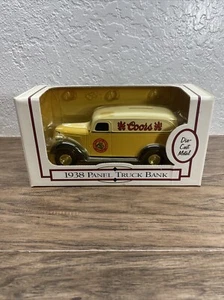 Coors
Die-
Cast
Metal
1938 PANEL TRUCK BANK